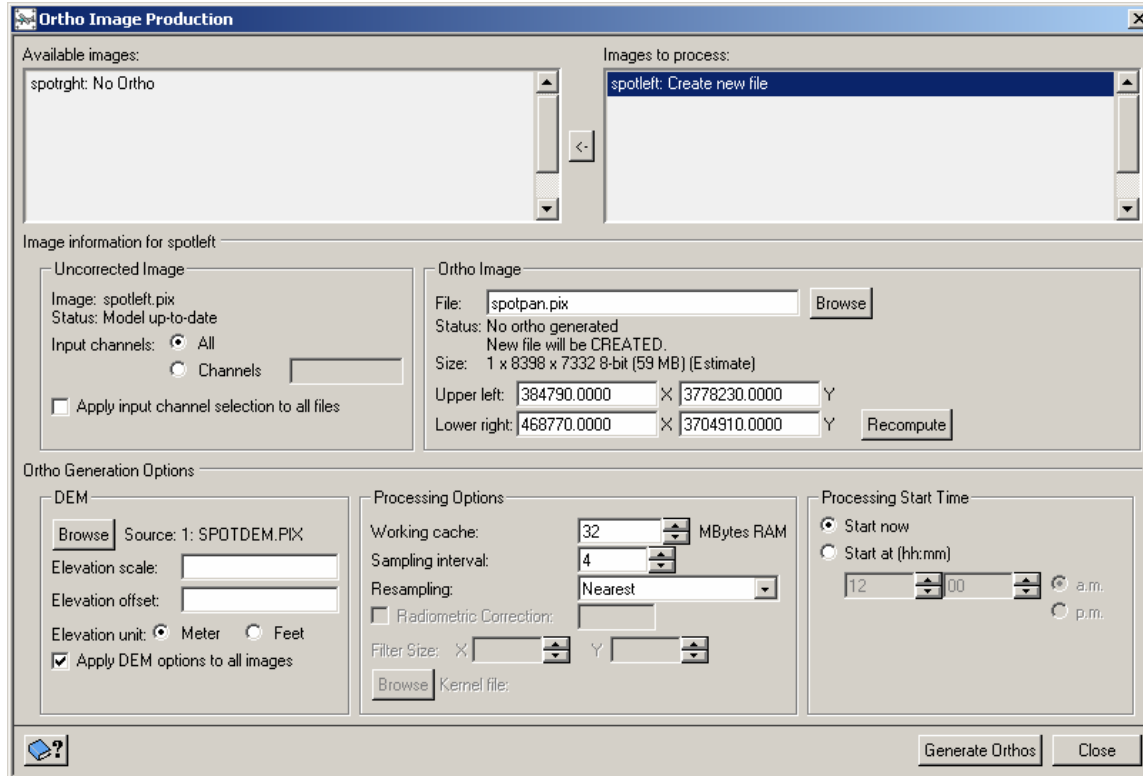 Ortho Image Production
Available images:
spotrght: No Ortho
<-
Images to process:
spotleft: Create new file
Image information for spotleft
Uncorrected Image
Image: spotleft.pix
Status: Model up-to-date
Input channels: All
Channels
Apply input channel selection to all files
Ortho Image
File: spotpan.pix Browse
Status: No ortho generated
New file will be CREATED.
Size: 1 x 8398 x 7332 8-bit (59 MB) (Estimate)
Upper left: 384790.0000 X 3778230.0000 Y
Lower right: 468770.0000 X 3704910.0000 Y Recompute
Ortho Generation Options
DEM
Browse Source: 1: SPOTDEM.PIX
Elevation scale:
Elevation offset:
Elevation unit: Meter Feet
Apply DEM options to all images
Processing Options
Working cache: 32 MBytes RAM
Sampling interval: 4
Resampling: Nearest
Radiometric Correction:
Filter Size: X Y
Browse Kernel file:
Processing Start Time
Start now
Start at (hh:mm)
12 00 a.m.
p.m.
? Generate Orthos Close